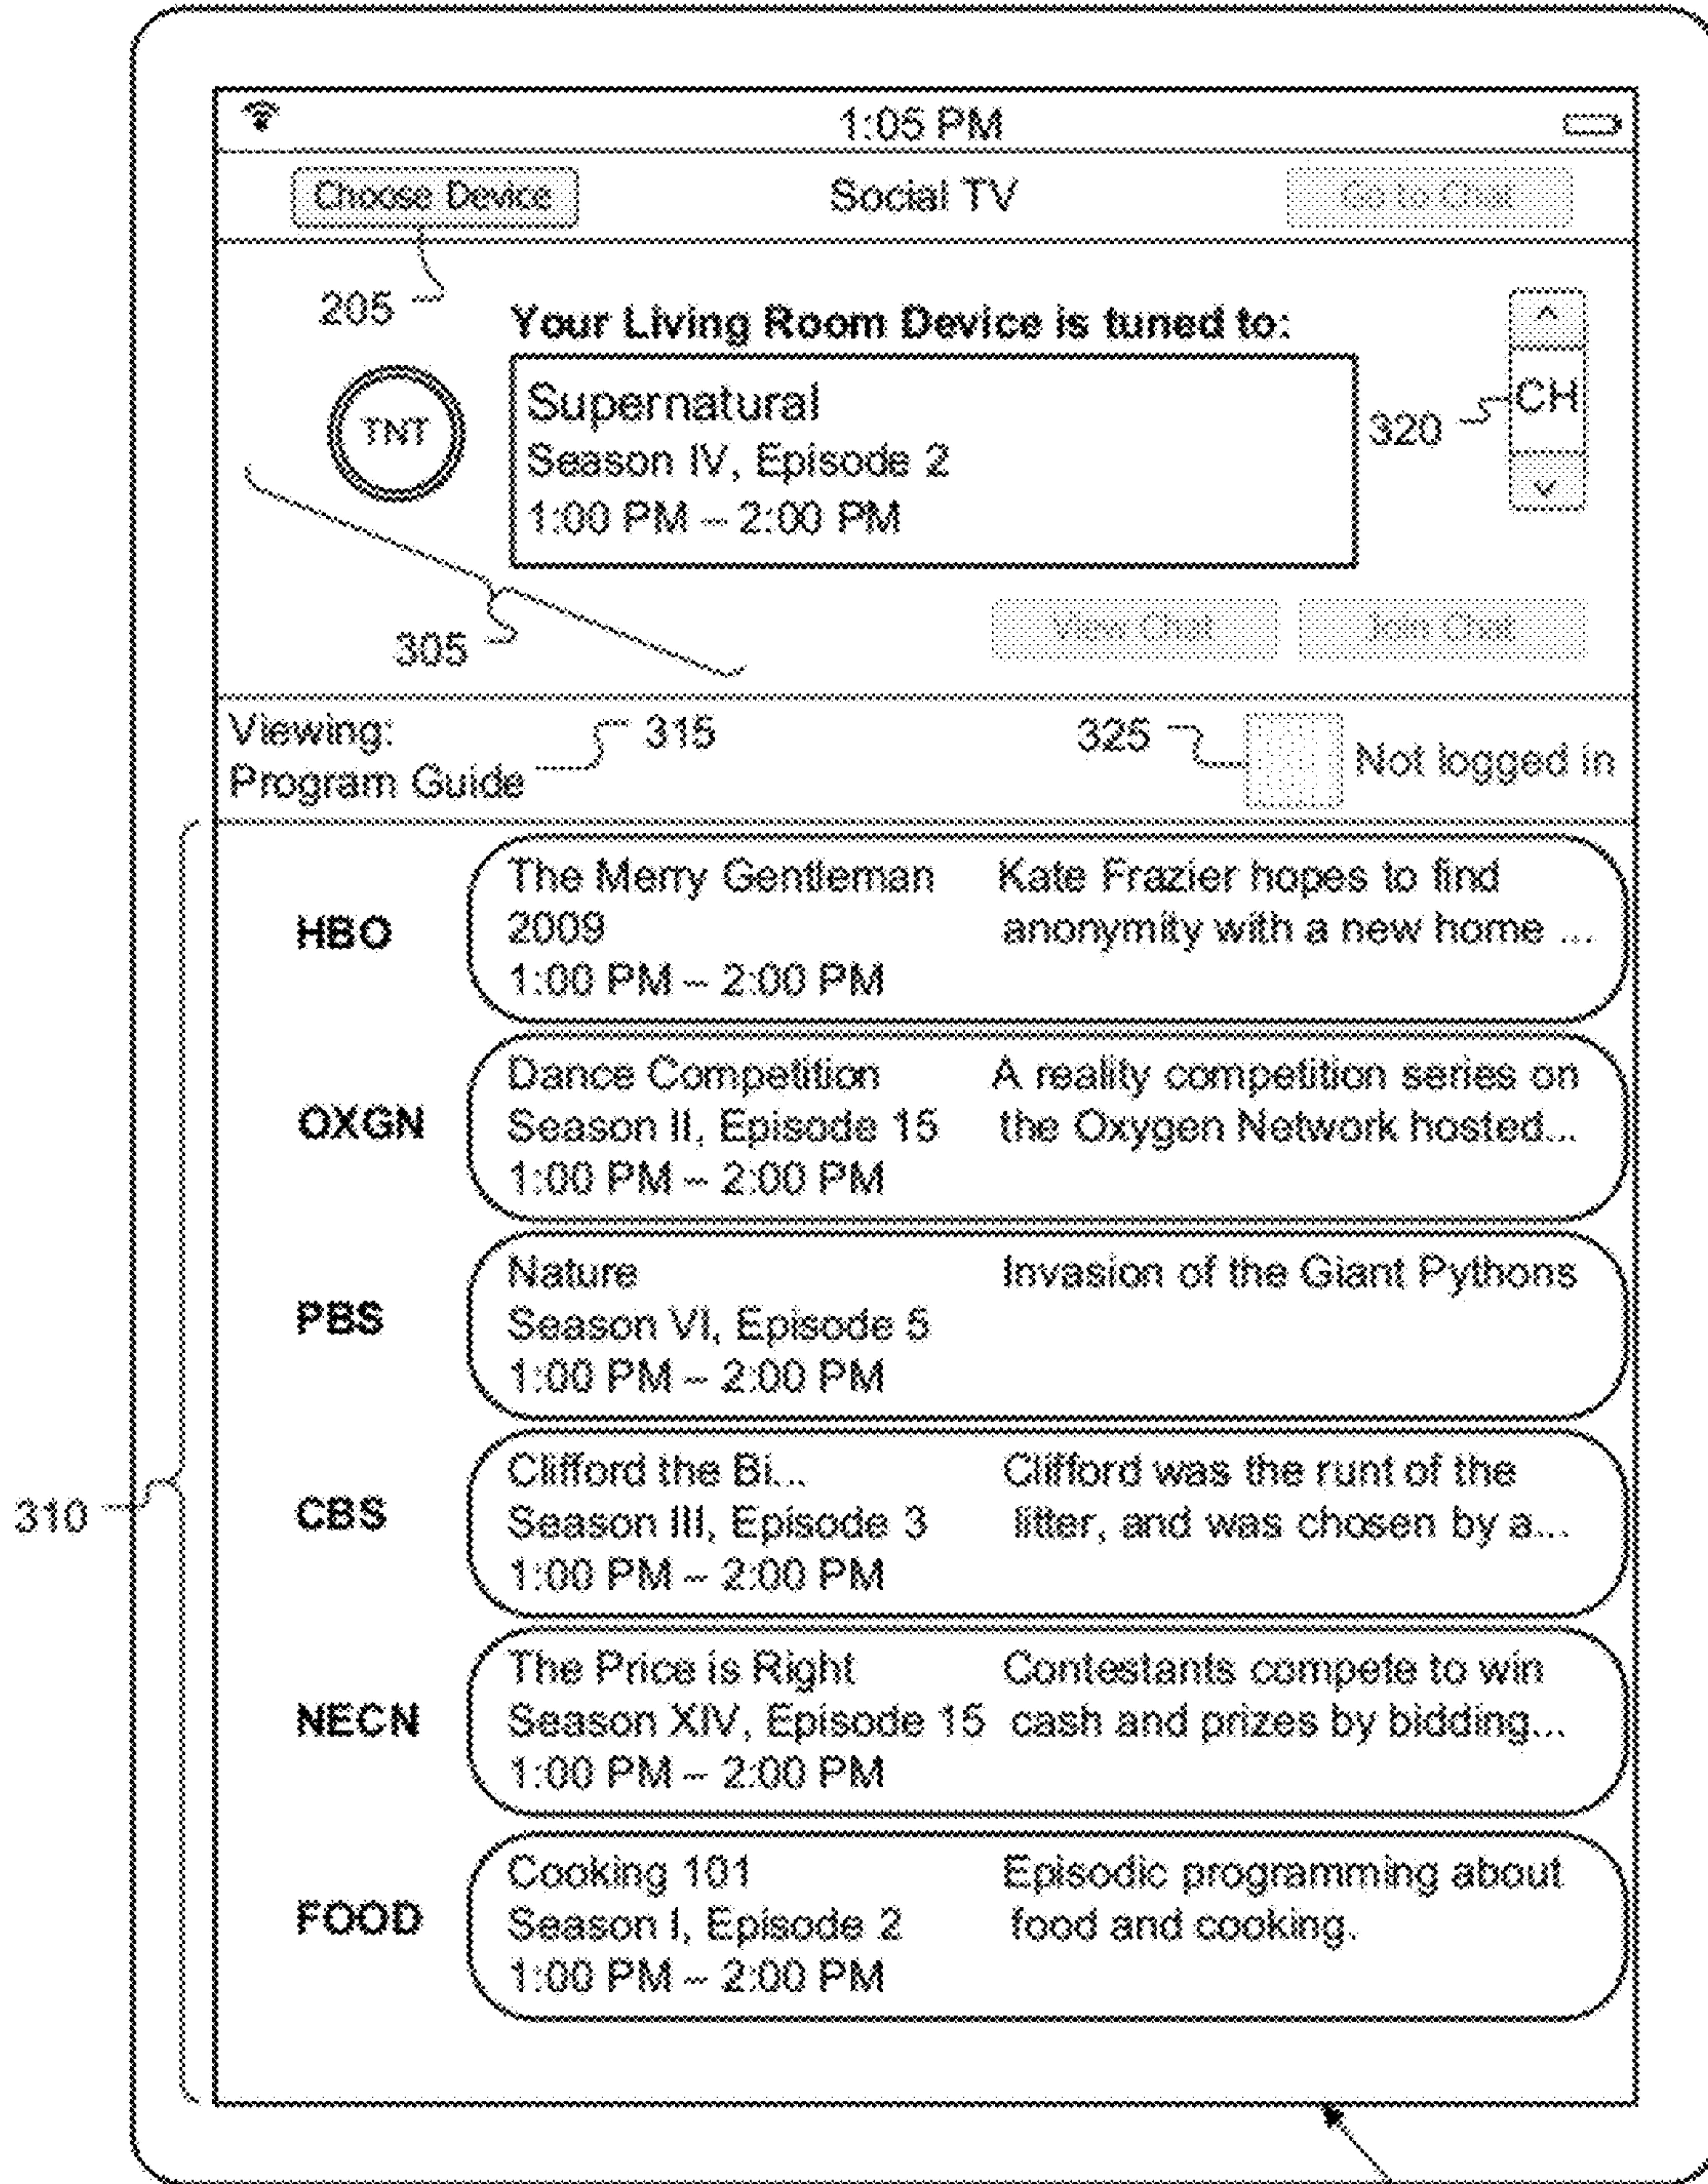 1:05 PM
Choose Device
Social TV
Go to Chat
205
Your Living Room Device is tuned to:
TNT
Supernatural
Season IV, Episode 2
1:00 PM – 2:00 PM
320
CH
305
View Chat
Join Chat
Viewing:
Program Guide
315
325
Not logged in
310
HBO
The Merry Gentleman
2009
1:00 PM – 2:00 PM
Kate Frazier hopes to find
anonymity with a new home ...
OXGN
Dance Competition
Season II, Episode 15
1:00 PM – 2:00 PM
A reality competition series on
the Oxygen Network hosted...
PBS
Nature
Season VI, Episode 5
1:00 PM – 2:00 PM
Invasion of the Giant Pythons
CBS
Clifford the Bi...
Season III, Episode 3
1:00 PM – 2:00 PM
Clifford was the runt of the
litter, and was chosen by a...
NECN
The Price is Right
Season XIV, Episode 15
1:00 PM – 2:00 PM
Contestants compete to win
cash and prizes by bidding...
FOOD
Cooking 101
Season I, Episode 2
1:00 PM – 2:00 PM
Episodic programming about
food and cooking.